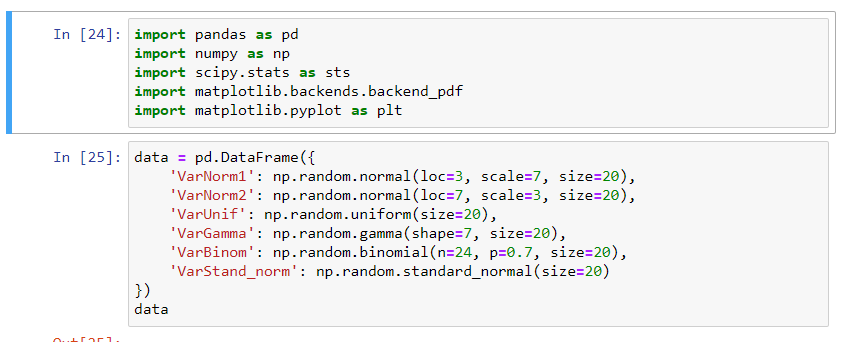 In [24]: import pandas as pd
import numpy as np
import scipy.stats as sts
import matplotlib.backends.backend_pdf
import matplotlib.pyplot as plt
In [25]: data = pd.DataFrame({
'VarNorm1': np.random.normal(loc=3, scale=7, size=20),
'VarNorm2': np.random.normal(loc=7, scale=3, size=20),
'VarUnif': np.random.uniform(size=20),
'VarGamma': np.random.gamma(shape=7, size=20),
'VarBinom': np.random.binomial(n=24, p=0.7, size=20),
'VarStand_norm': np.random.standard_normal(size=20)
})
data